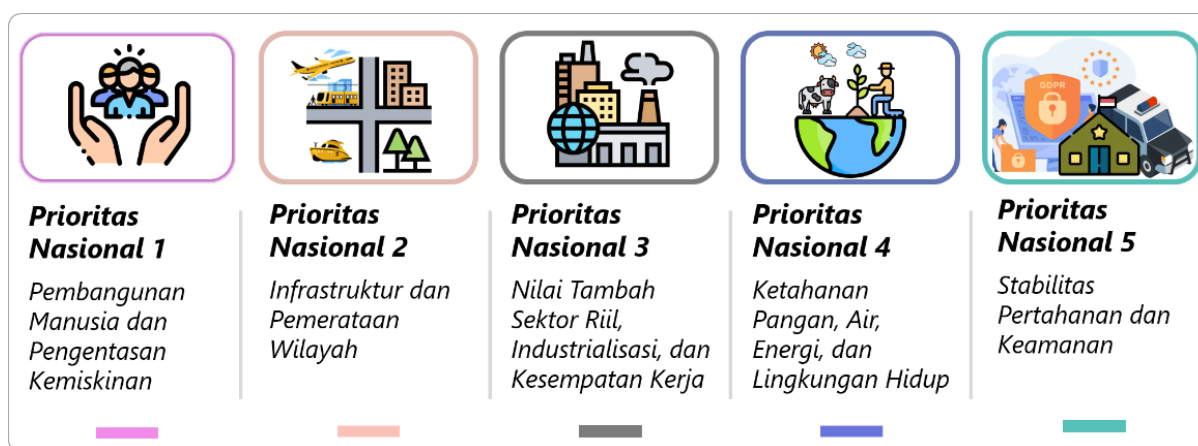 GDPR
Prioritas
Nasional 1
Pembangunan
Manusia dan
Pengentasan
Kemiskinan
Prioritas
Nasional 2
Infrastruktur dan
Pemerataan
Wilayah
Prioritas
Nasional 3
Nilai Tambah
Sektor Riil,
Industrialisasi, dan
Kesempatan Kerja
Prioritas
Nasional 4
Ketahanan
Pangan, Air,
Energi, dan
Lingkungan Hidup
Prioritas
Nasional 5
Stabilitas
Pertahanan dan
Keamanan